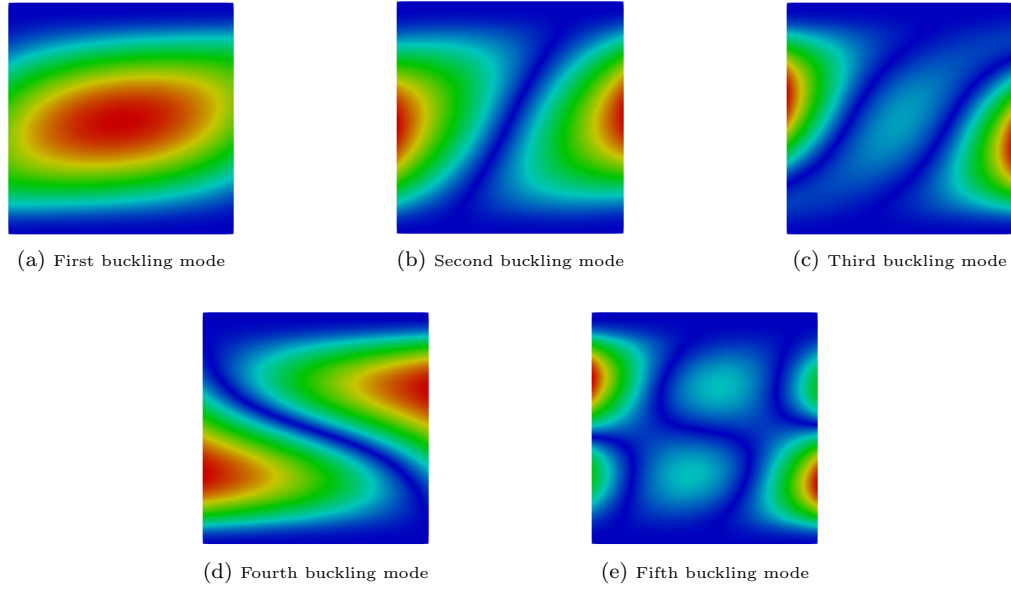 (a) First buckling mode
(b) Second buckling mode
(c) Third buckling mode
(d) Fourth buckling mode
(e) Fifth buckling mode